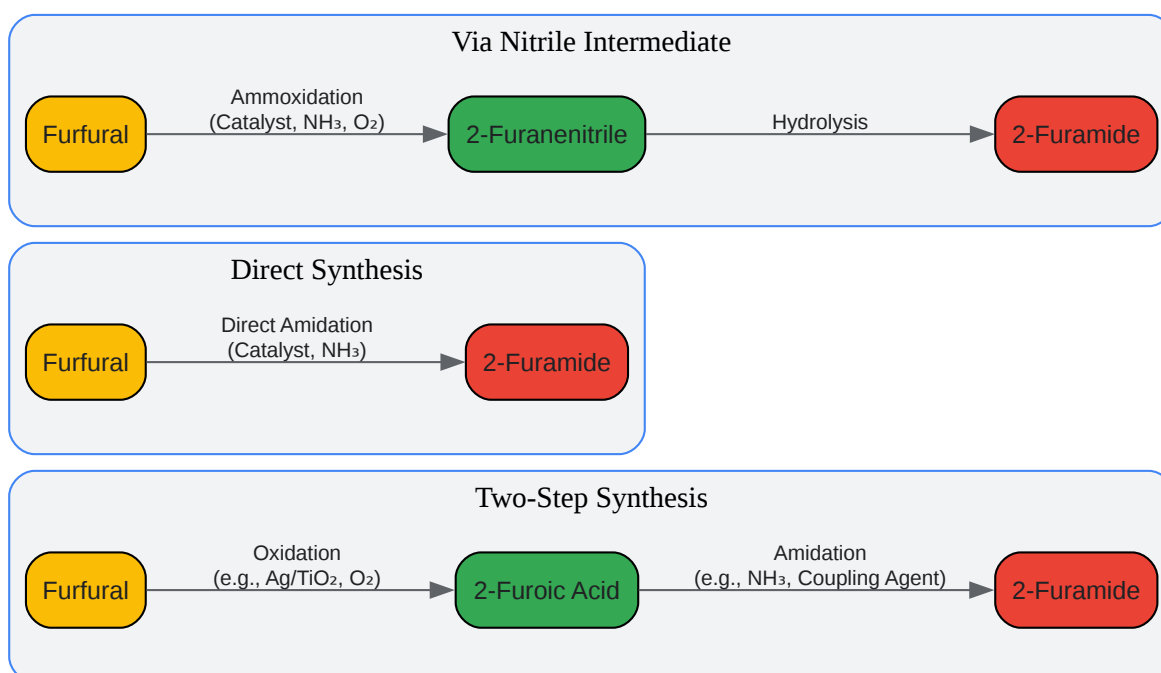 Via Nitrile Intermediate
Furfural
Ammoxidation
(Catalyst, NH₃, O₂)
2-Furanenitrile
Hydrolysis
2-Furamide
Direct Synthesis
Furfural
Direct Amidation
(Catalyst, NH₃)
2-Furamide
Two-Step Synthesis
Furfural
Oxidation
(e.g., Ag/TiO₂, O₂)
2-Furoic Acid
Amidation
(e.g., NH₃, Coupling Agent)
2-Furamide